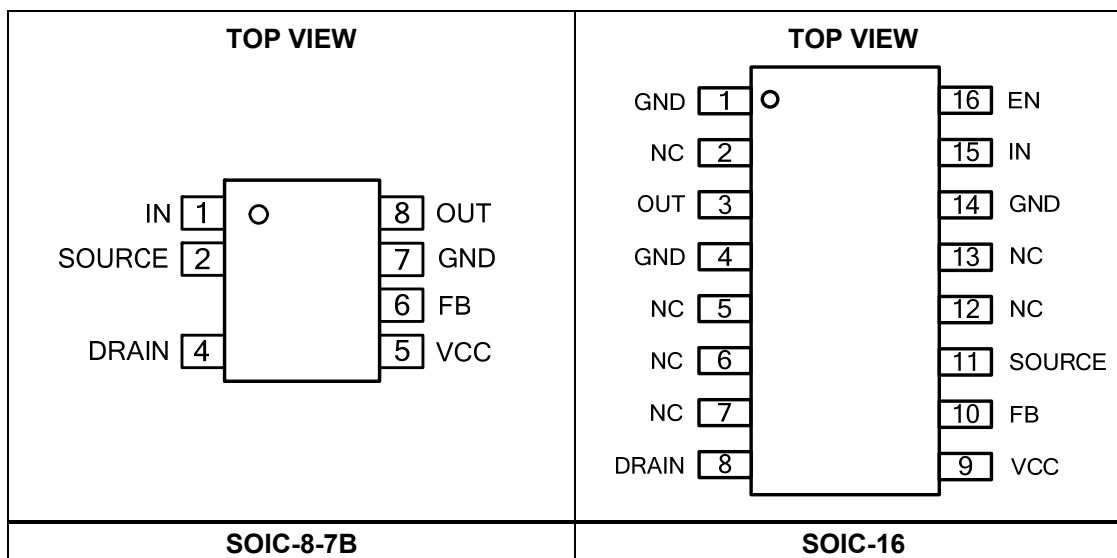 TOP VIEW
IN 1 8 OUT
SOURCE 2 7 GND
6 FB
DRAIN 4 5 VCC
SOIC-8-7B
TOP VIEW
GND 1 16 EN
NC 2 15 IN
OUT 3 14 GND
GND 4 13 NC
NC 5 12 NC
NC 6 11 SOURCE
NC 7 10 FB
DRAIN 8 9 VCC
SOIC-16